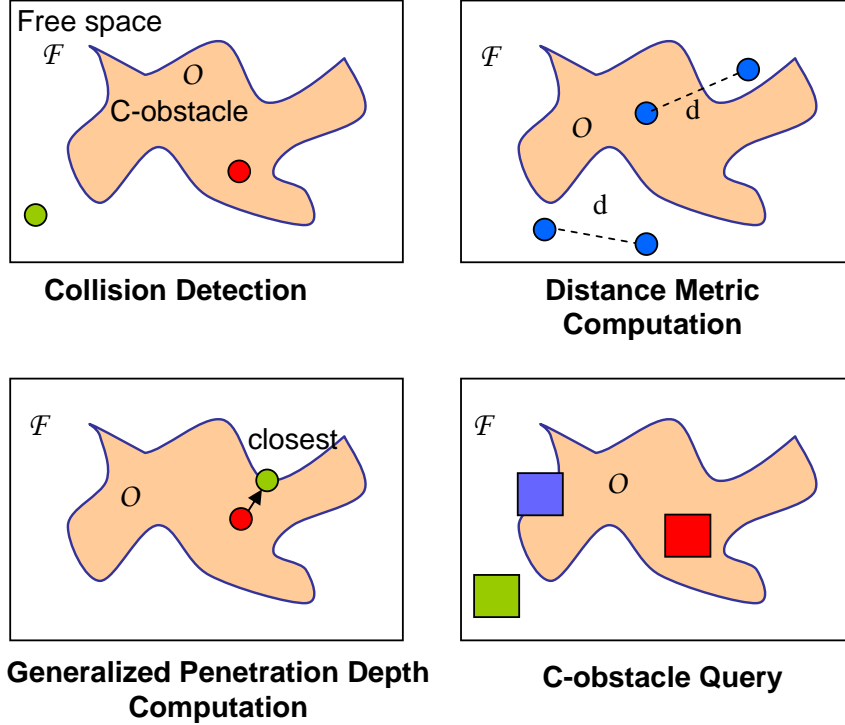 Free space
ℱ
O
C-obstacle
Collision Detection
ℱ
d
O
d
Distance Metric
Computation
ℱ
closest
O
Generalized Penetration Depth
Computation
ℱ
O
C-obstacle Query